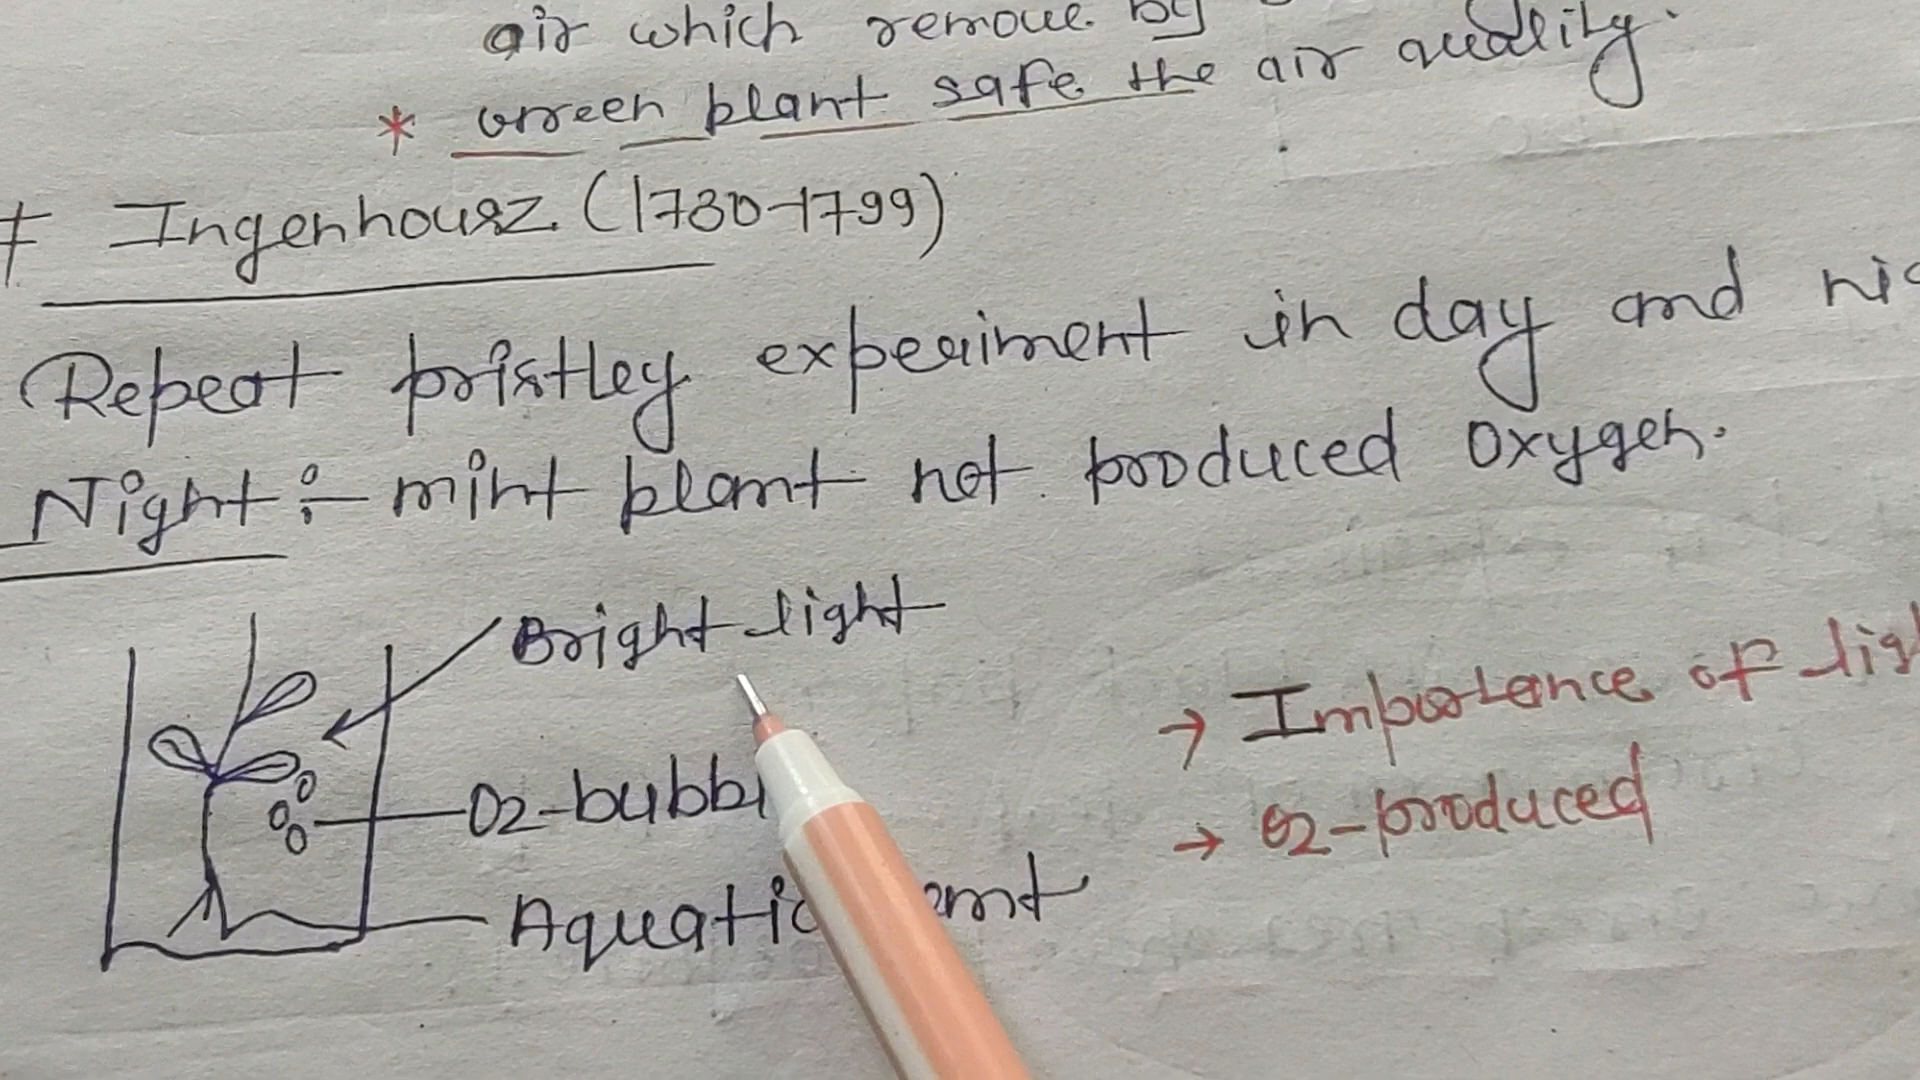 air which remove by
* Green plant safe the air quality.
Ingenhousz (1730-1799)
Repeat pristley experiment in day and
Night :- mint plant not produced oxygen.
Bright light
→ Importance of
O2-bubbl
→ O2-produced
Aquatic